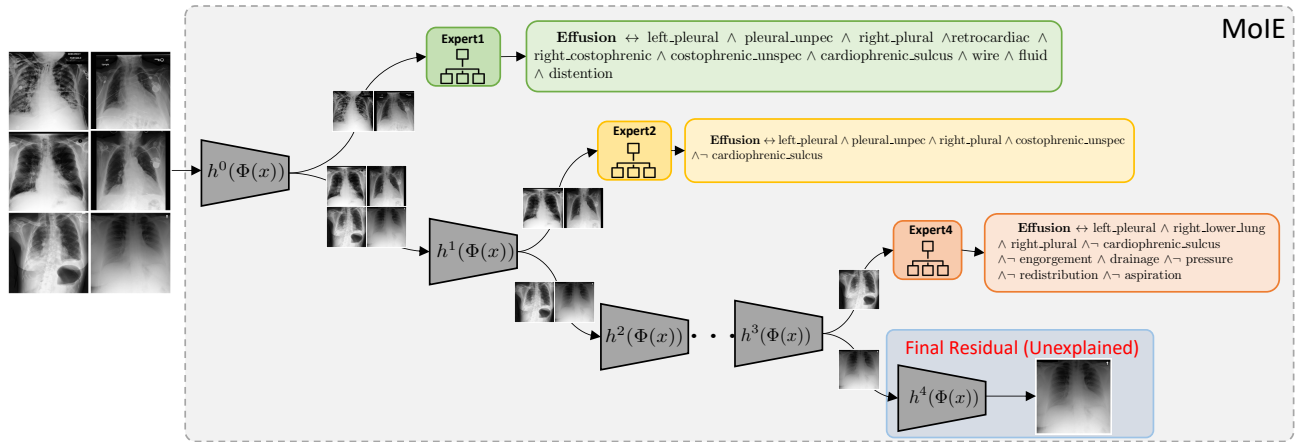 MoIE
Expert1
Effusion ↔ left_pleural ∧ pleural_unpec ∧ right_plural ∧retrocardiac ∧
right_costophrenic ∧ costophrenic_unspec ∧ cardiophrenic_sulcus ∧ wire ∧ fluid
∧ distention
Expert2
Effusion ↔ left_pleural ∧ pleural_unpec ∧ right_plural ∧ costophrenic_unspec
∧¬ cardiophrenic_sulcus
h⁰(Φ(x))
Expert4
Effusion ↔ left_pleural ∧ right_lower_lung
∧ right_plural ∧¬ cardiophrenic_sulcus
∧¬ engorgement ∧ drainage ∧¬ pressure
∧¬ redistribution ∧¬ aspiration
h¹(Φ(x))
h²(Φ(x))
· · ·
h³(Φ(x))
Final Residual (Unexplained)
h⁴(Φ(x))